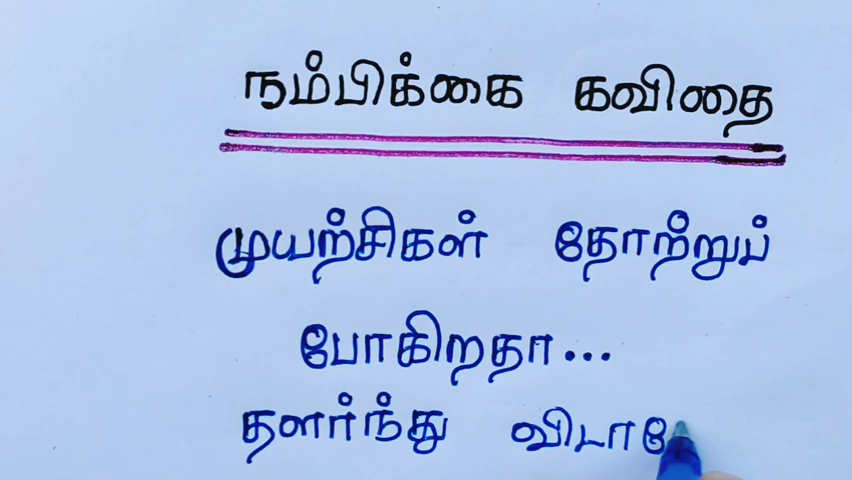 நம்பிக்கை கவிதை
முயற்சிகள் தோற்றுப்
போகிறதா...
தளர்ந்து